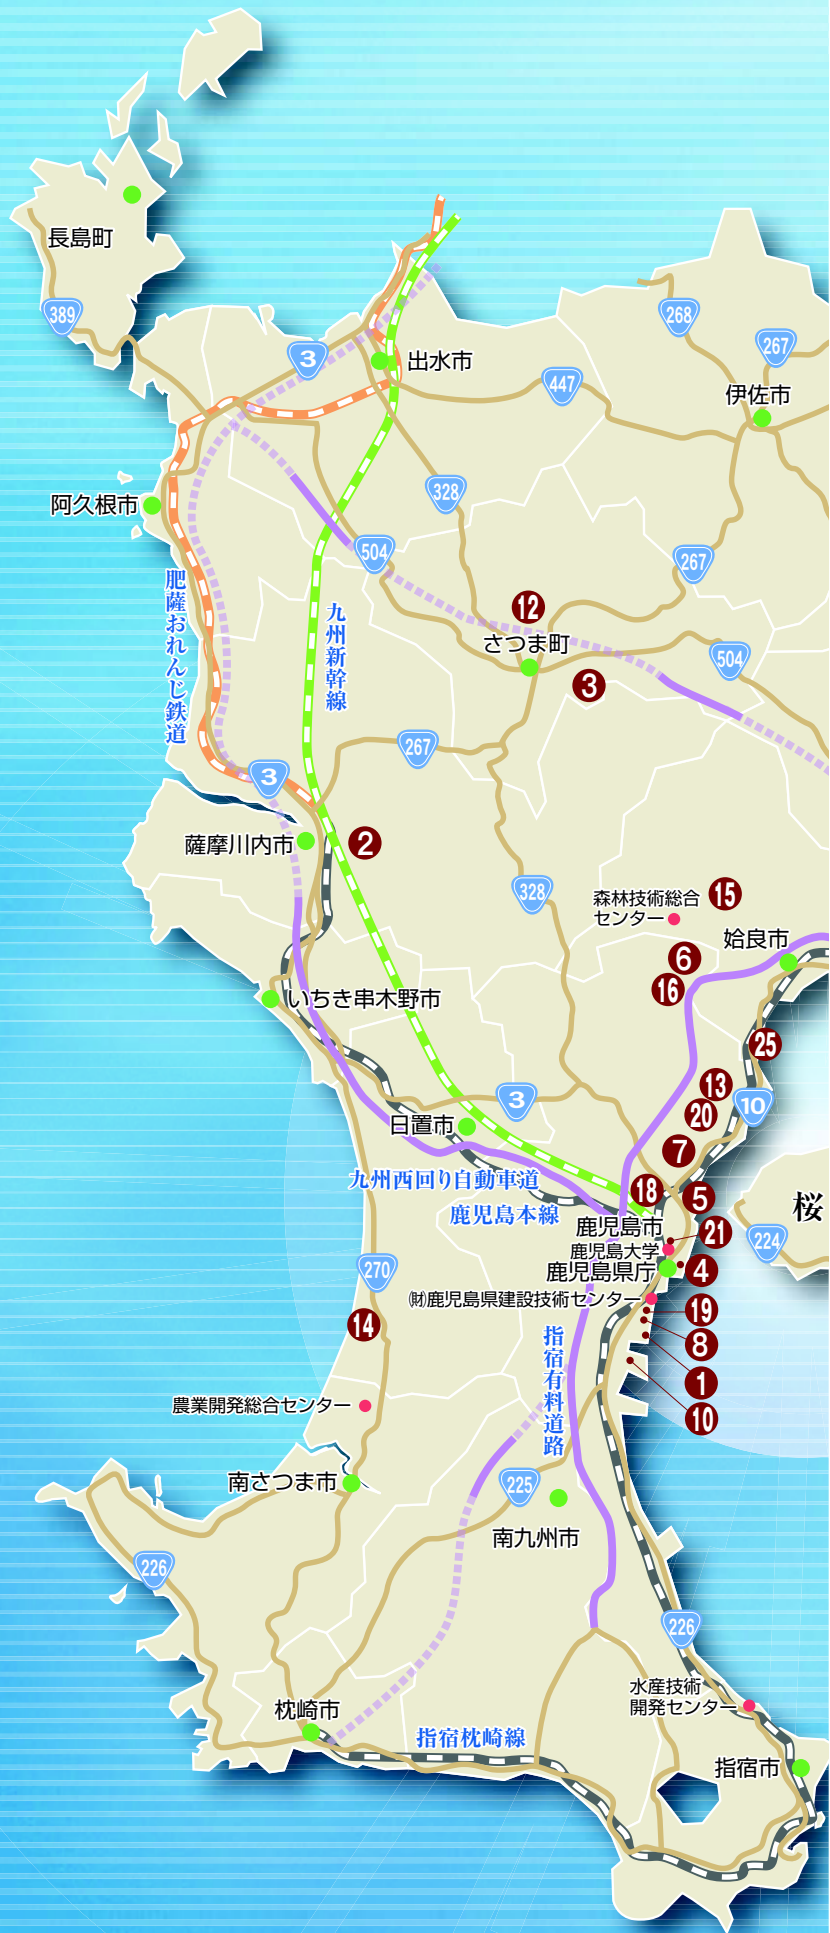 長島町
389
3
出水市
268
267
447
伊佐市
阿久根市
328
504
267
肥薩おれんじ鉄道
九州新幹線
12
さつま町
504
3
267
3
薩摩川内市
2
328
森林技術総合
センター
15
姶良市
6
16
いちき串木野市
25
13
20
10
3
日置市
7
九州西回り自動車道
18
5
鹿児島本線
桜
鹿児島市
21
224
鹿児島大学
鹿児島県庁
4
270
㈶鹿児島県建設技術センター
19
14
8
指宿有料道路
1
農業開発総合センター
10
南さつま市
225
南九州市
226
226
水産技術
開発センター
枕崎市
指宿枕崎線
指宿市